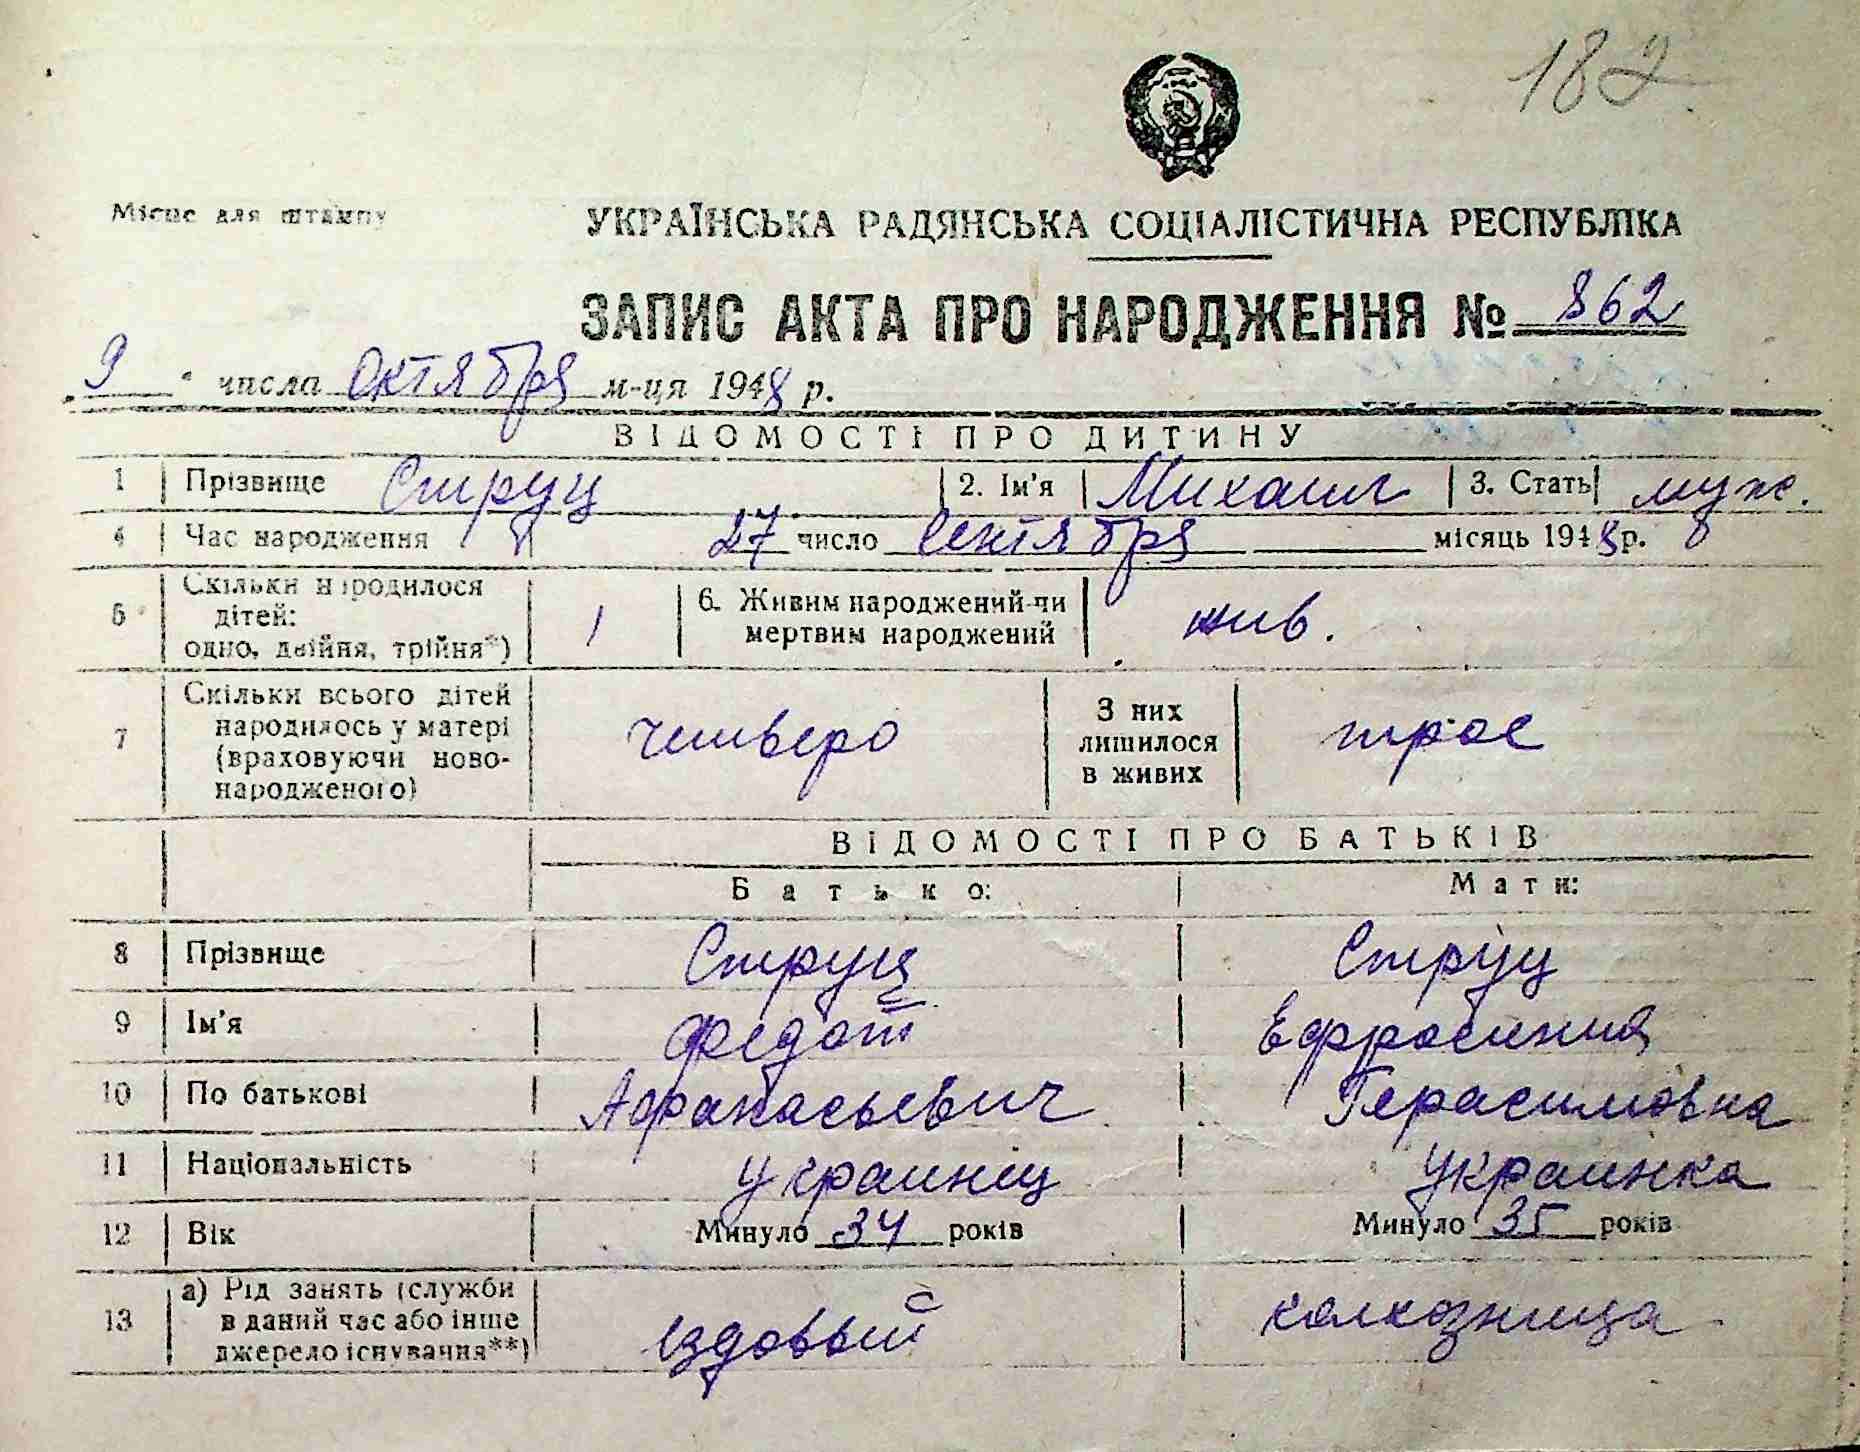 182
Місце для штампу
УКРАЇНСЬКА РАДЯНСЬКА СОЦІАЛІСТИЧНА РЕСПУБЛІКА
ЗАПИС АКТА ПРО НАРОДЖЕННЯ № 862
9 числа октября м-ця 1948 р.
ВІДОМОСТІ ПРО ДИТИНУ
1 Прізвище Струц 2. Ім'я Михаил 3. Стать муж.
4 Час народження 27 число сентября місяць 1948 р. 8
5 Скільки народилося дітей: одно, двійня, трійня*) 1 6. Живим народжений чи мертвим народжений жив.
7 Скільки всього дітей народилось у матері (враховуючи ново-народженого) четверо З них лишилося в живих трое
ВІДОМОСТІ ПРО БАТЬКІВ
Батько: Мати:
8 Прізвище Струц Струц
9 Ім'я Федот Ефросиния
10 По батькові Афанасьевич Герасимовна
11 Національність украинец украинка
12 Вік Минуло 34 років Минуло 35 років
13 а) Рід занять (служби в даний час або інше джерело існування**) ездовый колхозница